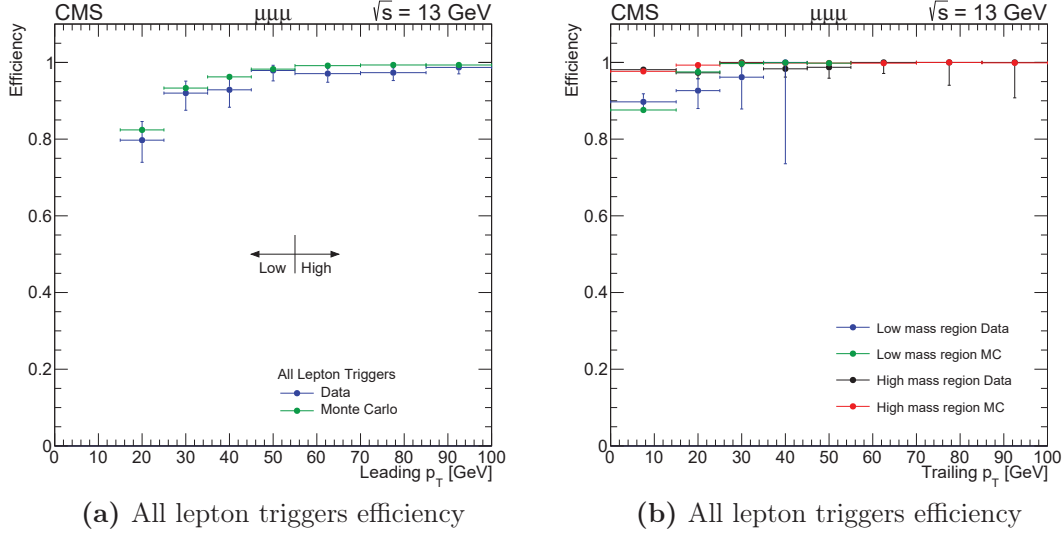 CMS μμμ √s = 13 GeV
Efficiency
1
0.8
0.6
0.4
0.2
0
Low High
All Lepton Triggers
Data
Monte Carlo
0 10 20 30 40 50 60 70 80 90 100
Leading p_T [GeV]
(a) All lepton triggers efficiency
CMS μμμ √s = 13 GeV
Efficiency
1
0.8
0.6
0.4
0.2
0
Low mass region Data
Low mass region MC
High mass region Data
High mass region MC
0 10 20 30 40 50 60 70 80 90 100
Trailing p_T [GeV]
(b) All lepton triggers efficiency